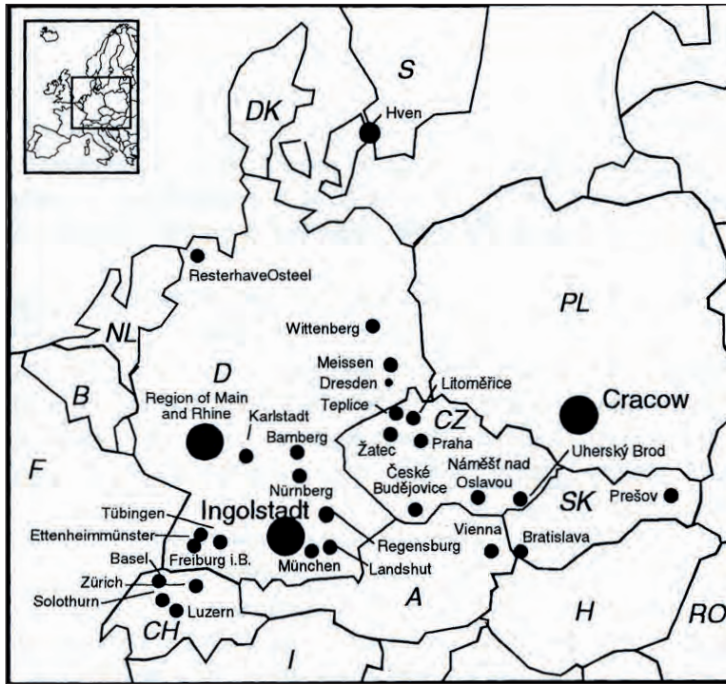 S
DK
Hven
ResterhaveOsteel
NL
PL
Wittenberg
B
D
Meissen
Dresden
Litoměřice
Region of Main
and Rhine
Karlstadt
Teplice
CZ
Cracow
Bamberg
Žatec
Praha
Uherský Brod
F
Nürnberg
České
Budějovice
Náměšť nad
Oslavou
SK
Prešov
Tübingen
Ingolstadt
Ettenheimmünster
Regensburg
Vienna
Bratislava
Basel
Freiburg i.B.
München
Landshut
Zürich
Solothurn
Luzern
A
H
RO
CH
I